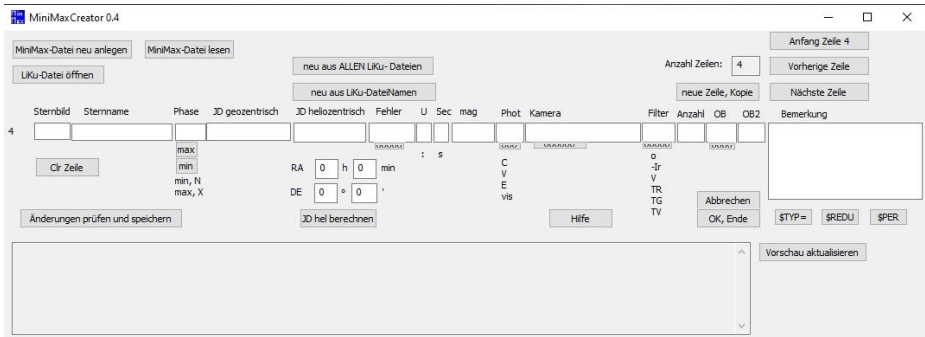 MiniMaxCreator 0.4
MiniMax-Datei neu anlegen MiniMax-Datei lesen Anfang Zeile 4
LiKu-Datei öffnen neu aus ALLEN LiKu-Dateien Anzahl Zeilen: 4 Vorherige Zeile
neu aus LiKu-DateiNamen neue Zeile, Kopie Nächste Zeile
Sternbild Sternname Phase JD geozentrisch JD heliozentrisch Fehler U Sec mag Phot Kamera Filter Anzahl OB OB2 Bemerkung
4
max : s o
Clr Zeile min RA 0 h 0 min C -Ir
min, N V V
max, X DE 0 ° 0 ' E TR
vis TG Abbrechen
Änderungen prüfen und speichern JD hel berechnen Hilfe TV OK, Ende $TYP= $REDU $PER
Vorschau aktualisieren